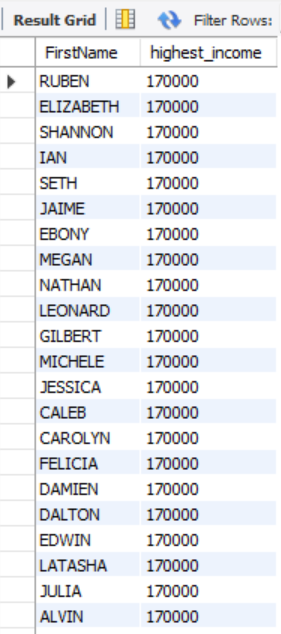 Result Grid Filter Rows:
FirstName highest_income
RUBEN 170000
ELIZABETH 170000
SHANNON 170000
IAN 170000
SETH 170000
JAIME 170000
EBONY 170000
MEGAN 170000
NATHAN 170000
LEONARD 170000
GILBERT 170000
MICHELE 170000
JESSICA 170000
CALEB 170000
CAROLYN 170000
FELICIA 170000
DAMIEN 170000
DALTON 170000
EDWIN 170000
LATASHA 170000
JULIA 170000
ALVIN 170000